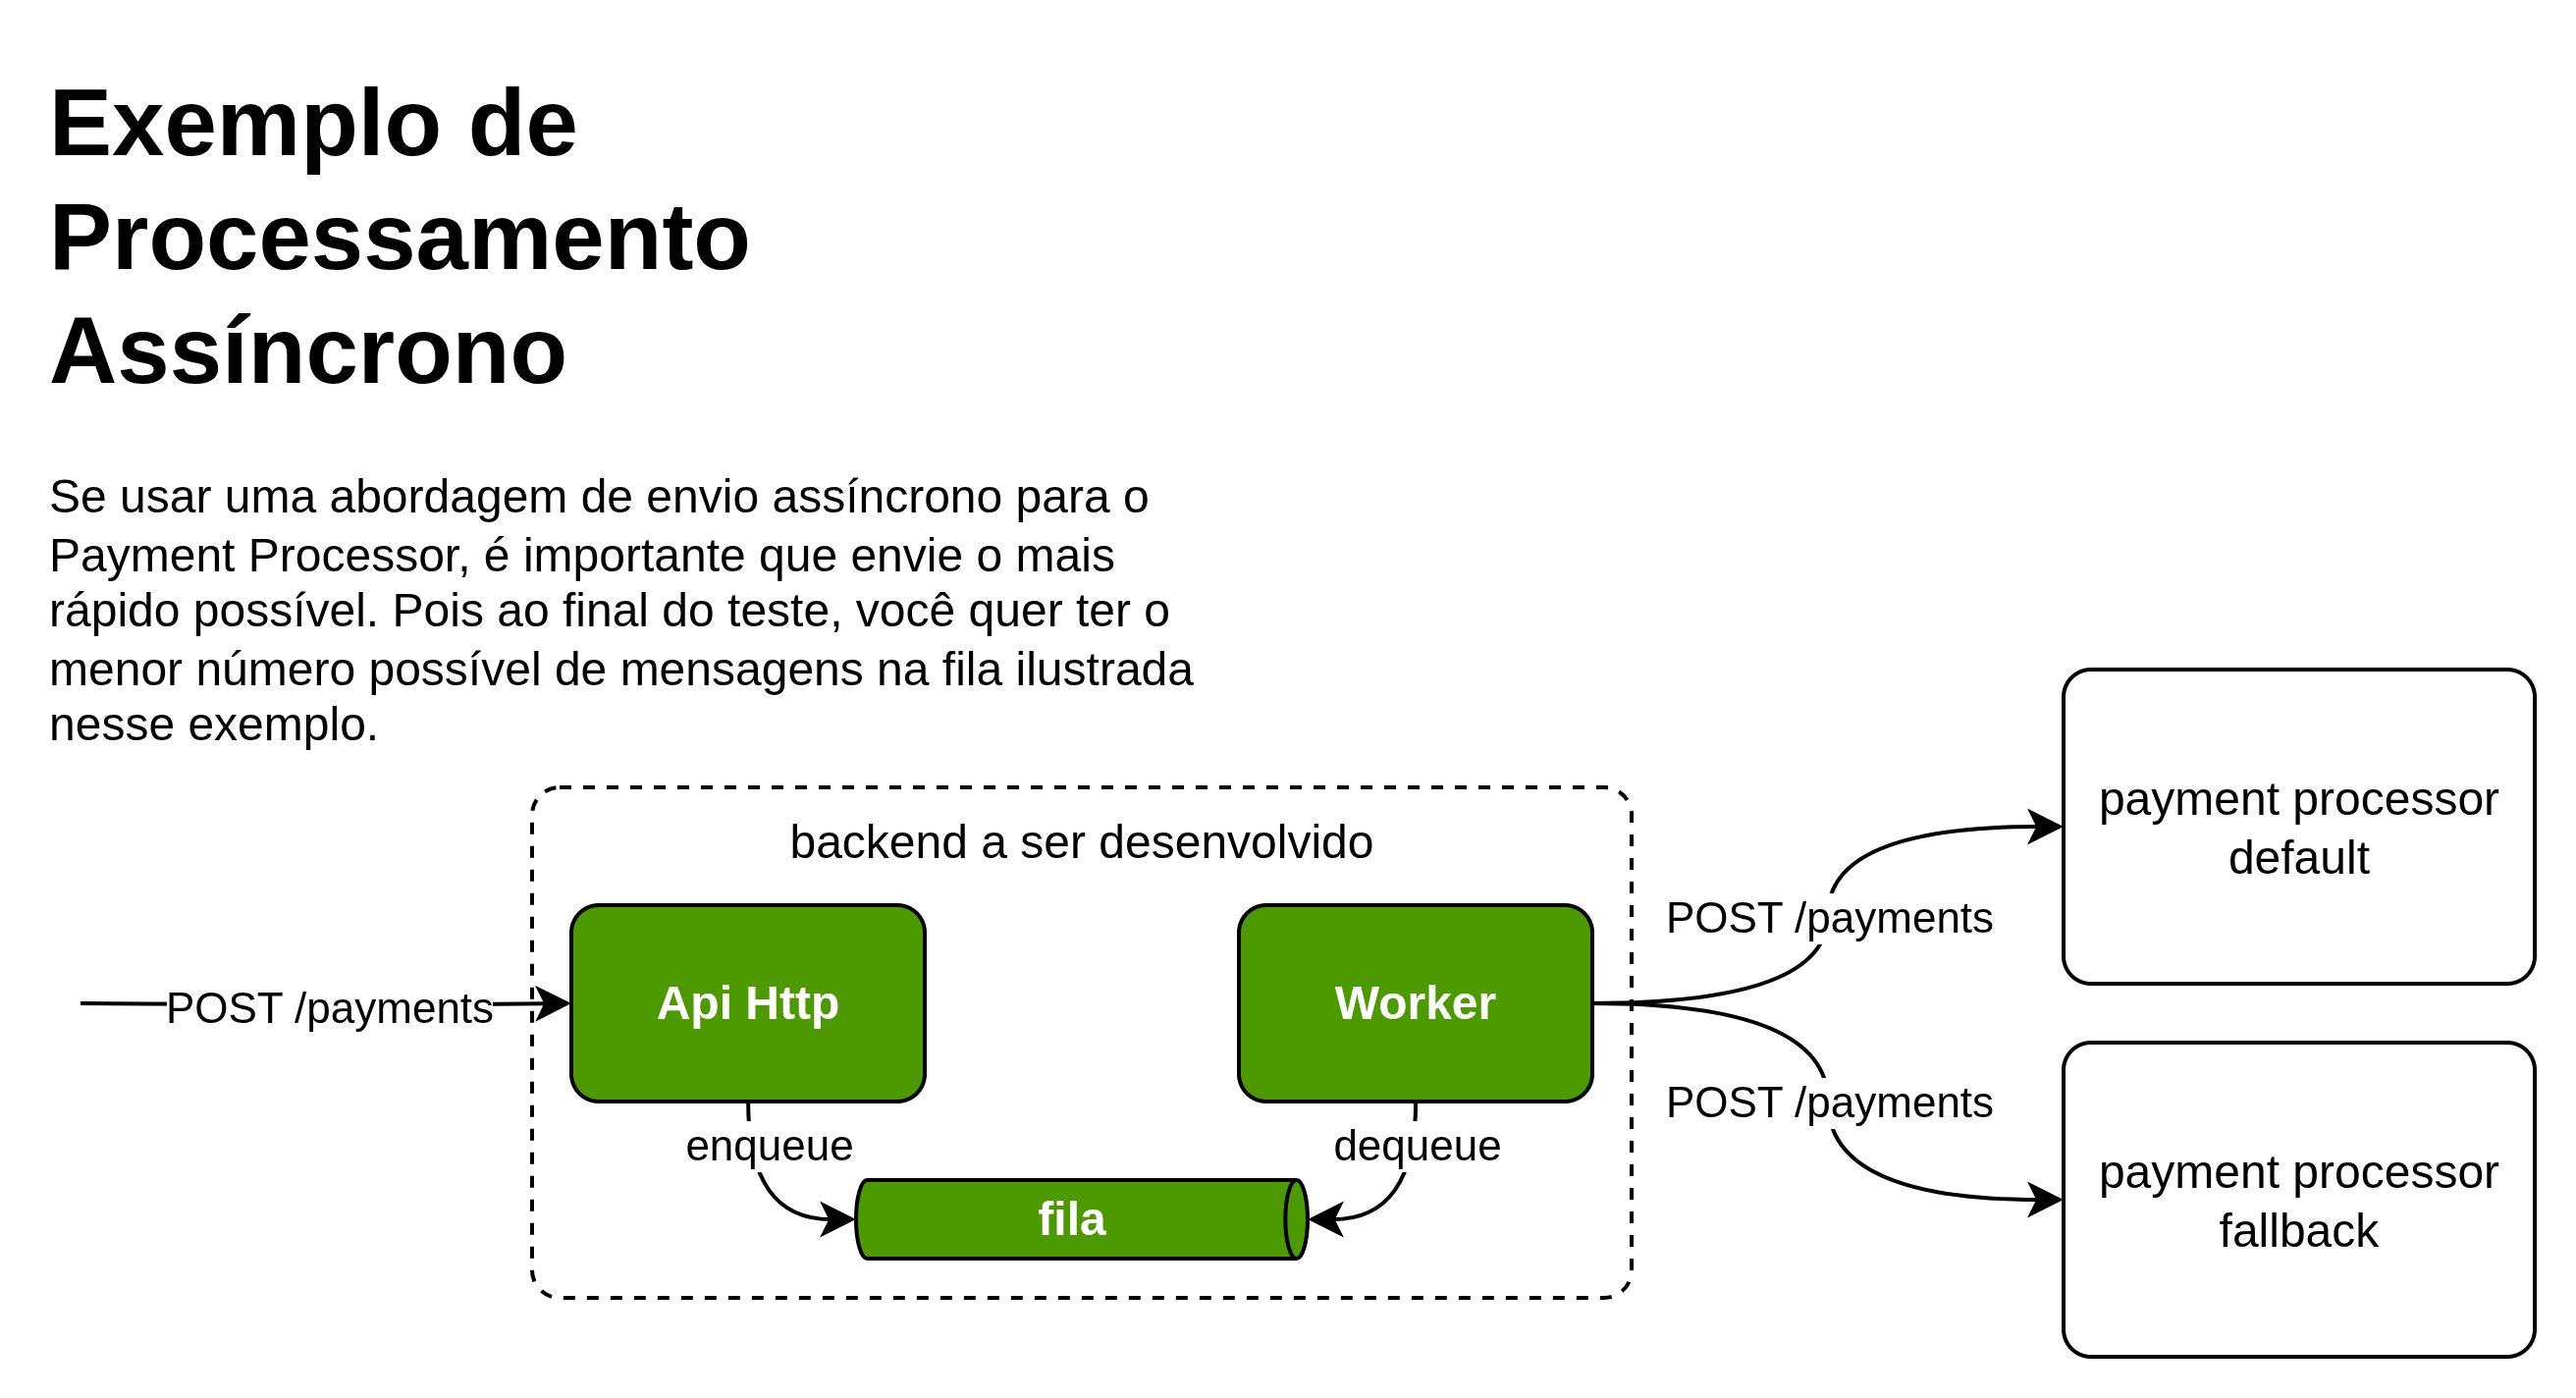 Exemplo de
Processamento
Assíncrono
Se usar uma abordagem de envio assíncrono para o
Payment Processor, é importante que envie o mais
rápido possível. Pois ao final do teste, você quer ter o
menor número possível de mensagens na fila ilustrada
nesse exemplo.
backend a ser desenvolvido
POST /payments
Api Http
enqueue
fila
dequeue
Worker
POST /payments
POST /payments
payment processor
default
payment processor
fallback